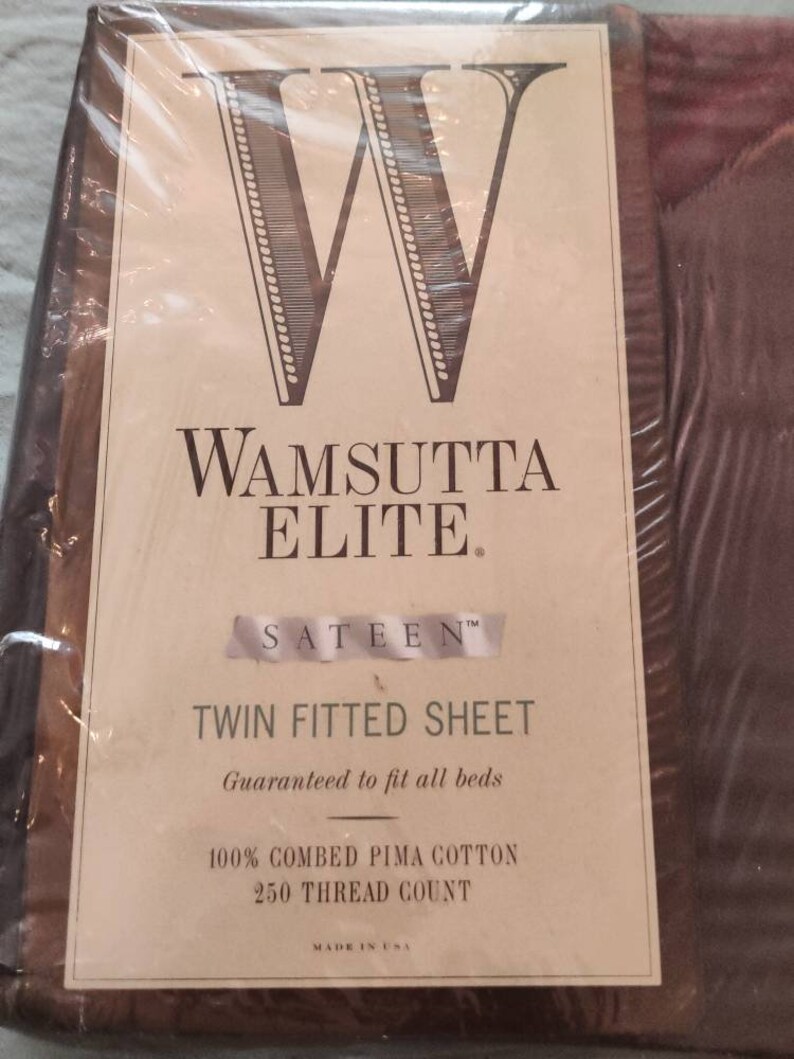 W
WAMSUTTA
ELITE®
SATEEN™
TWIN FITTED SHEET
Guaranteed to fit all beds
100% COMBED PIMA COTTON
250 THREAD COUNT
MADE IN USA